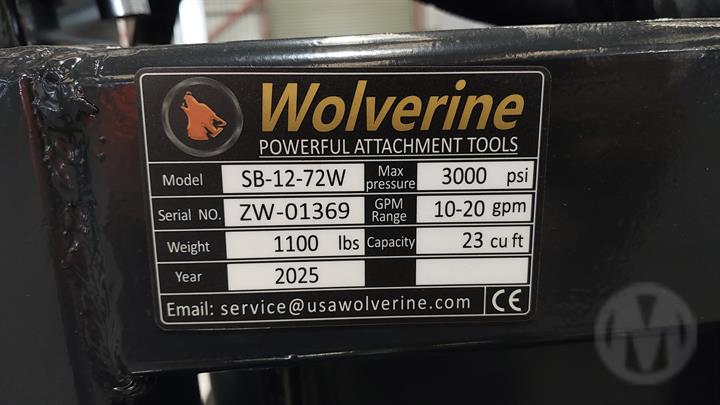 Wolverine
POWERFUL ATTACHMENT TOOLS
Model SB-12-72W Max pressure 3000 psi
Serial NO. ZW-01369 GPM Range 10-20 gpm
Weight 1100 lbs Capacity 23 cu ft
Year 2025
Email: service@usawolverine.com CE
M